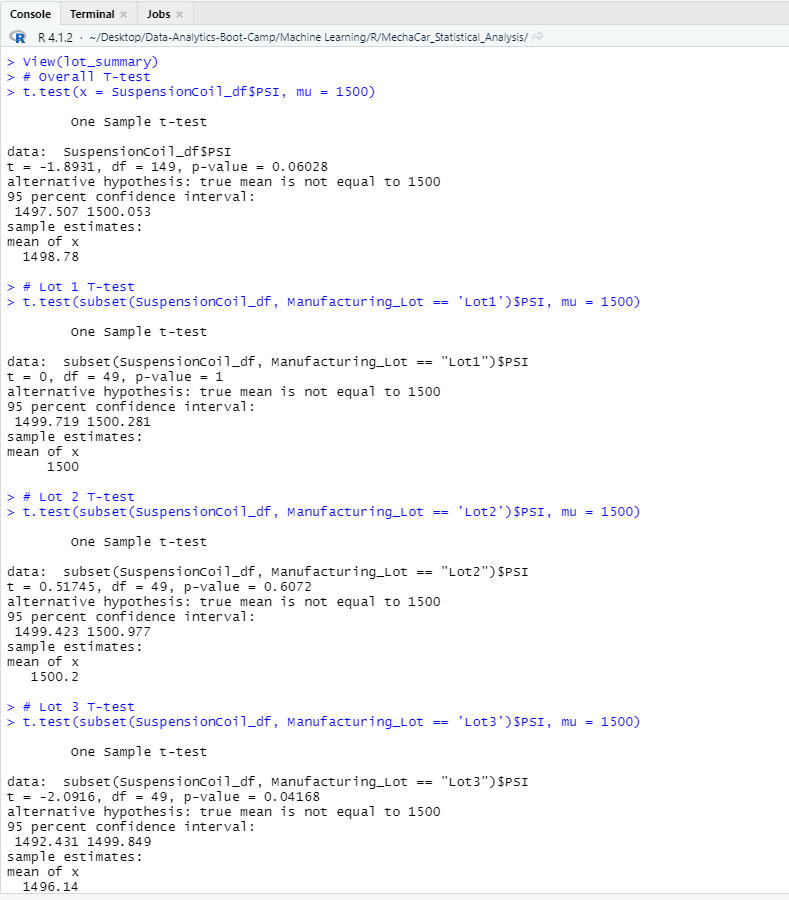 Console Terminal × Jobs ×
R R 4.1.2 · ~/Desktop/Data-Analytics-Boot-Camp/Machine Learning/R/MechaCar_Statistical_Analysis/
> View(lot_summary)
> # Overall T-test
> t.test(x = SuspensionCoil_df$PSI, mu = 1500)
One Sample t-test
data:  SuspensionCoil_df$PSI
t = -1.8931, df = 149, p-value = 0.06028
alternative hypothesis: true mean is not equal to 1500
95 percent confidence interval:
1497.507 1500.053
sample estimates:
mean of x
1498.78
> # Lot 1 T-test
> t.test(subset(SuspensionCoil_df, Manufacturing_Lot == 'Lot1')$PSI, mu = 1500)
One Sample t-test
data:  subset(SuspensionCoil_df, Manufacturing_Lot == "Lot1")$PSI
t = 0, df = 49, p-value = 1
alternative hypothesis: true mean is not equal to 1500
95 percent confidence interval:
1499.719 1500.281
sample estimates:
mean of x
1500
> # Lot 2 T-test
> t.test(subset(SuspensionCoil_df, Manufacturing_Lot == 'Lot2')$PSI, mu = 1500)
One Sample t-test
data:  subset(SuspensionCoil_df, Manufacturing_Lot == "Lot2")$PSI
t = 0.51745, df = 49, p-value = 0.6072
alternative hypothesis: true mean is not equal to 1500
95 percent confidence interval:
1499.423 1500.977
sample estimates:
mean of x
1500.2
> # Lot 3 T-test
> t.test(subset(SuspensionCoil_df, Manufacturing_Lot == 'Lot3')$PSI, mu = 1500)
One Sample t-test
data:  subset(SuspensionCoil_df, Manufacturing_Lot == "Lot3")$PSI
t = -2.0916, df = 49, p-value = 0.04168
alternative hypothesis: true mean is not equal to 1500
95 percent confidence interval:
1492.431 1499.849
sample estimates:
mean of x
1496.14